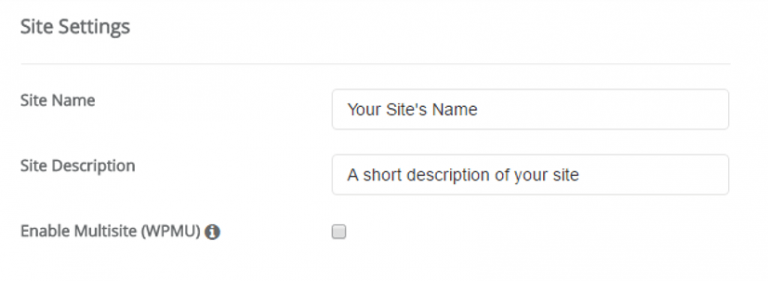 Site Settings
Site Name
Your Site's Name
Site Description
A short description of your site
Enable Multisite (WPMU)